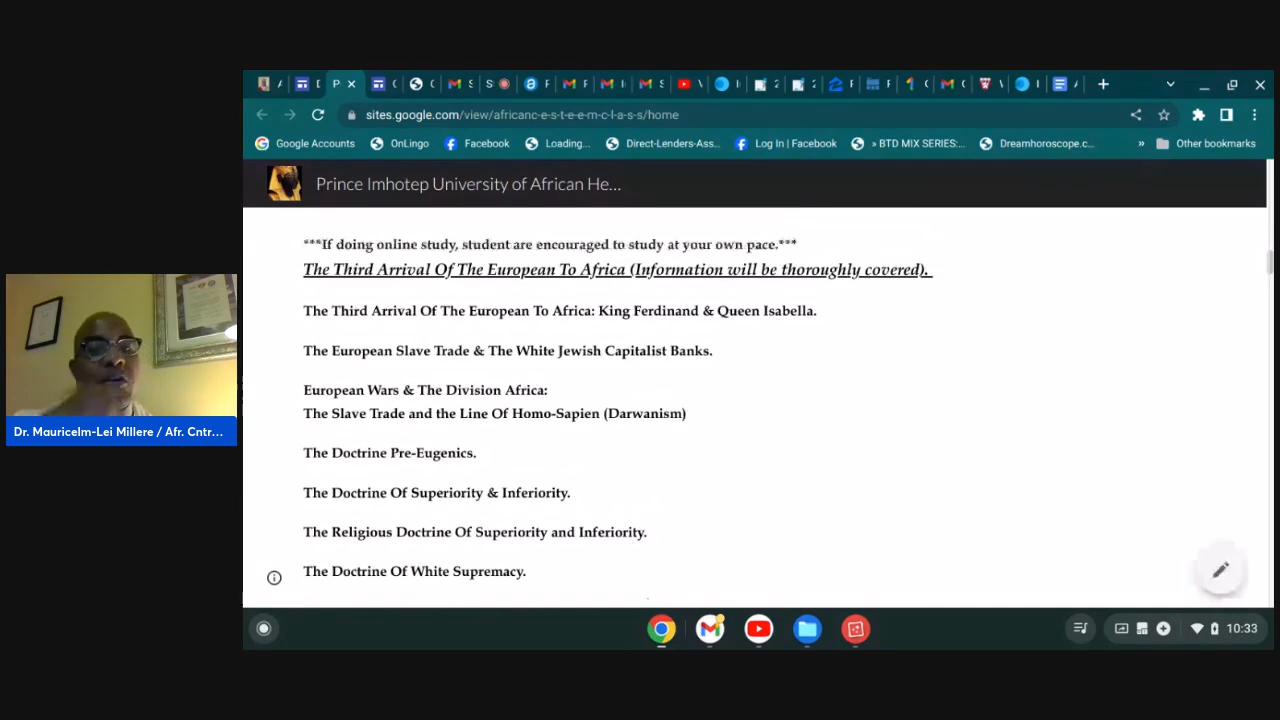 sites.google.com/view/africanc-e-s-t-e-e-m-c-l-a-s-s/home
Google Accounts OnLingo Facebook Loading... Direct-Lenders-Ass... Log In | Facebook » BTD MIX SERIES:... Dreamhoroscope.c... » Other bookmarks
Prince Imhotep University of African He...
***If doing online study, student are encouraged to study at your own pace.***
The Third Arrival Of The European To Africa (Information will be thoroughly covered).
The Third Arrival Of The European To Africa: King Ferdinand & Queen Isabella.
The European Slave Trade & The White Jewish Capitalist Banks.
European Wars & The Division Africa:
The Slave Trade and the Line Of Homo-Sapien (Darwanism)
The Doctrine Pre-Eugenics.
The Doctrine Of Superiority & Inferiority.
The Religious Doctrine Of Superiority and Inferiority.
The Doctrine Of White Supremacy.
Dr. Mauricelm-Lei Millere / Afr. Cntr...
10:33